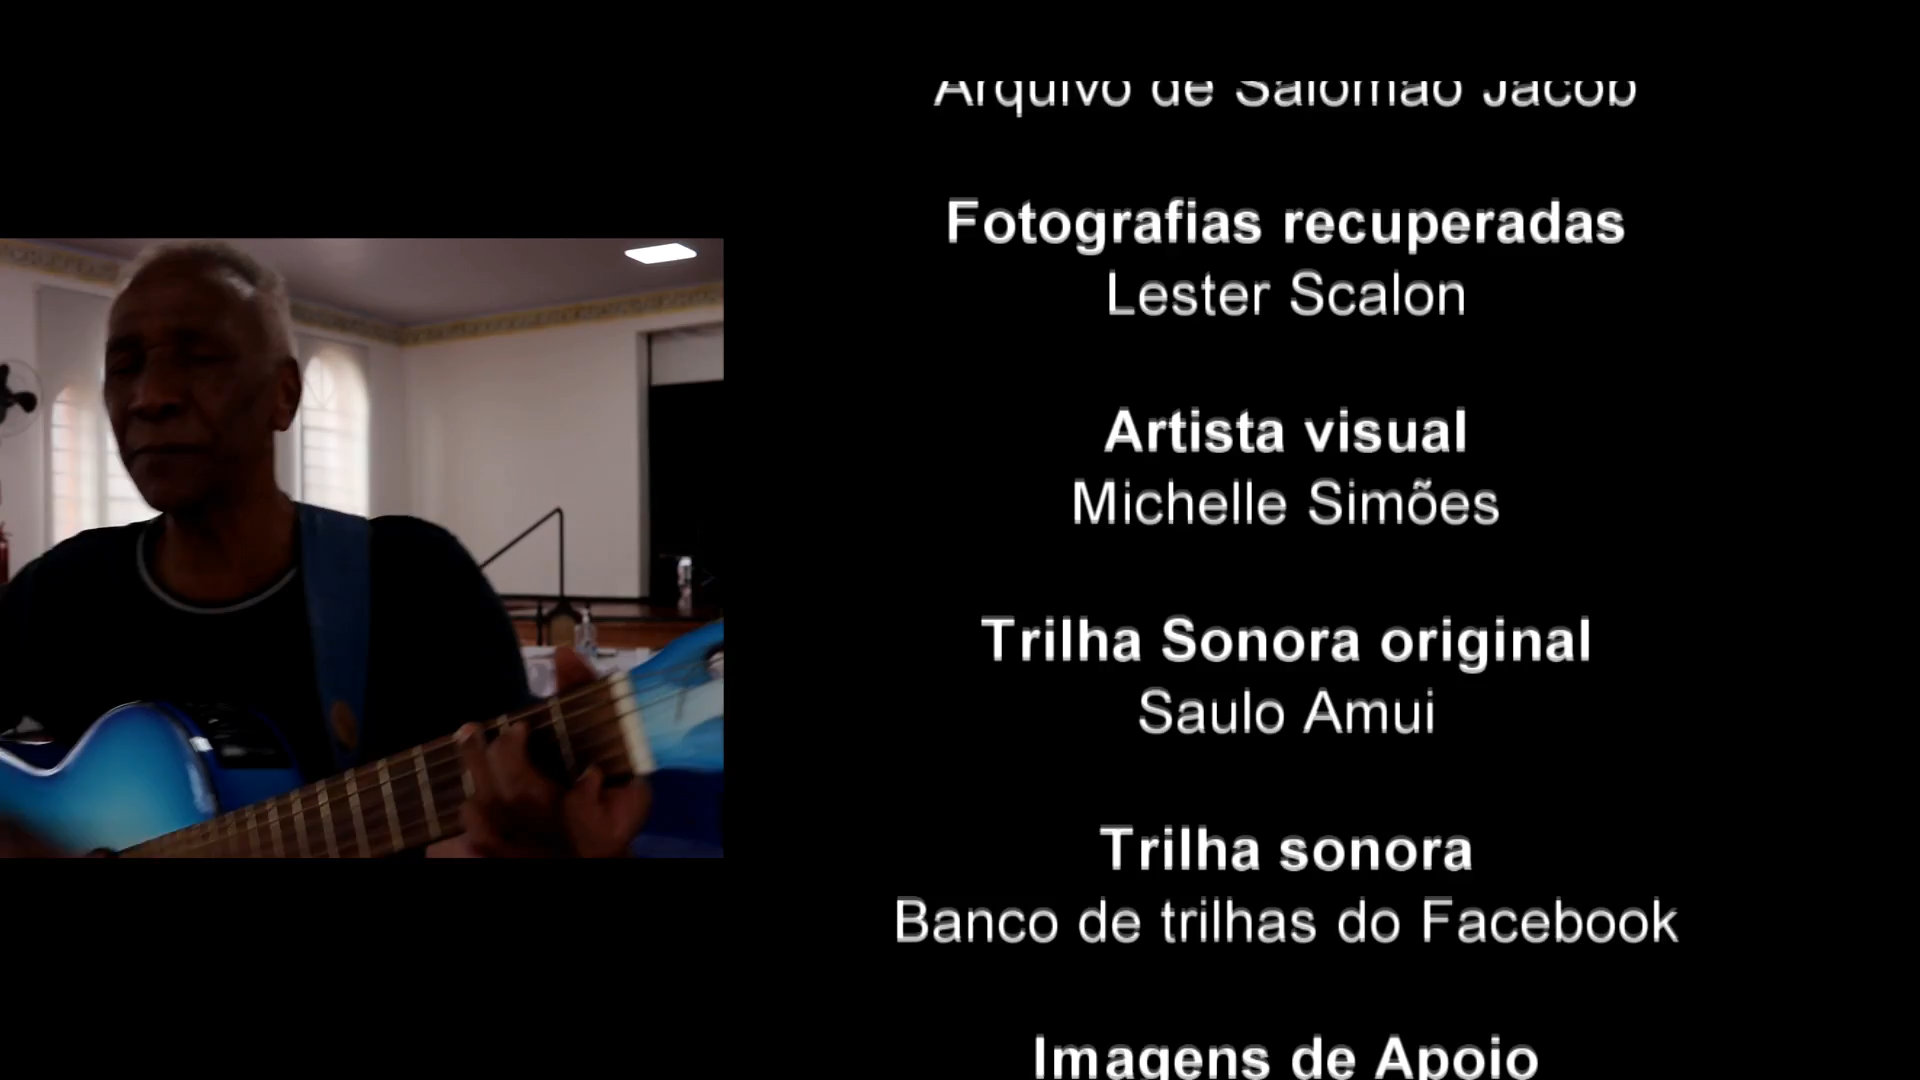 Arquivo de Salomão Jacob
Fotografias recuperadas
Lester Scalon
Artista visual
Michelle Simões
Trilha Sonora original
Saulo Amui
Trilha sonora
Banco de trilhas do Facebook
Imagens de Apoio